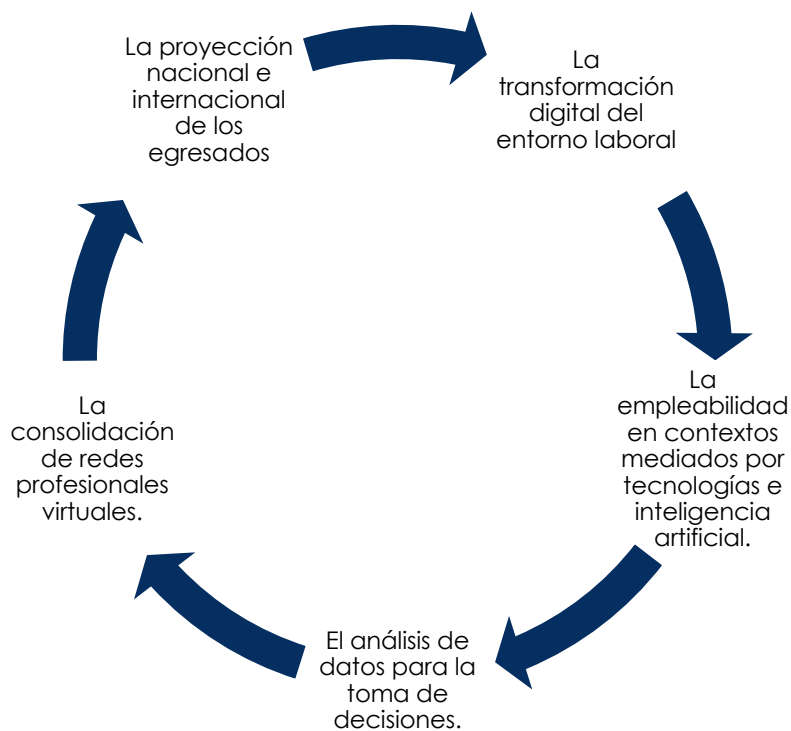 La proyección
nacional e
internacional
de los
egresados
La
transformación
digital del
entorno laboral
La
empleabilidad
en contextos
mediados por
tecnologías e
inteligencia
artificial.
El análisis de
datos para la
toma de
decisiones.
La
consolidación
de redes
profesionales
virtuales.